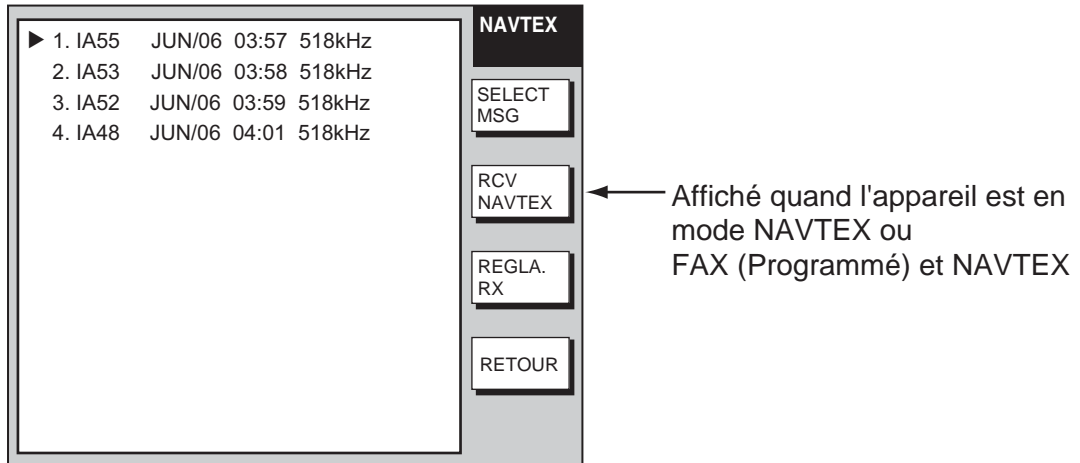 ▶ 1. IA55 JUN/06 03:57 518kHz
2. IA53 JUN/06 03:58 518kHz
3. IA52 JUN/06 03:59 518kHz
4. IA48 JUN/06 04:01 518kHz
NAVTEX
SELECT
MSG
RCV
NAVTEX
REGLA.
RX
RETOUR
Affiché quand l'appareil est en
mode NAVTEX ou
FAX (Programmé) et NAVTEX